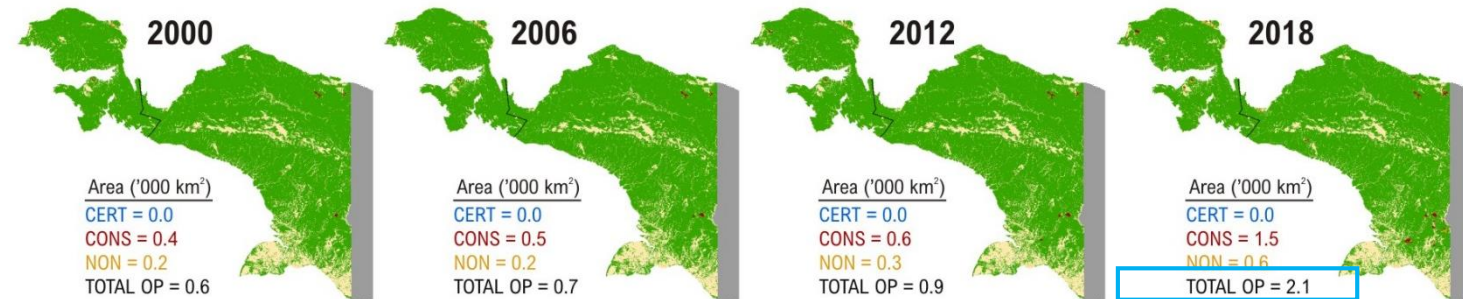 2000
Area ('000 km²)
CERT = 0.0
CONS = 0.4
NON = 0.2
TOTAL OP = 0.6
2006
Area ('000 km²)
CERT = 0.0
CONS = 0.5
NON = 0.2
TOTAL OP = 0.7
2012
Area ('000 km²)
CERT = 0.0
CONS = 0.6
NON = 0.3
TOTAL OP = 0.9
2018
Area ('000 km²)
CERT = 0.0
CONS = 1.5
NON = 0.6
TOTAL OP = 2.1